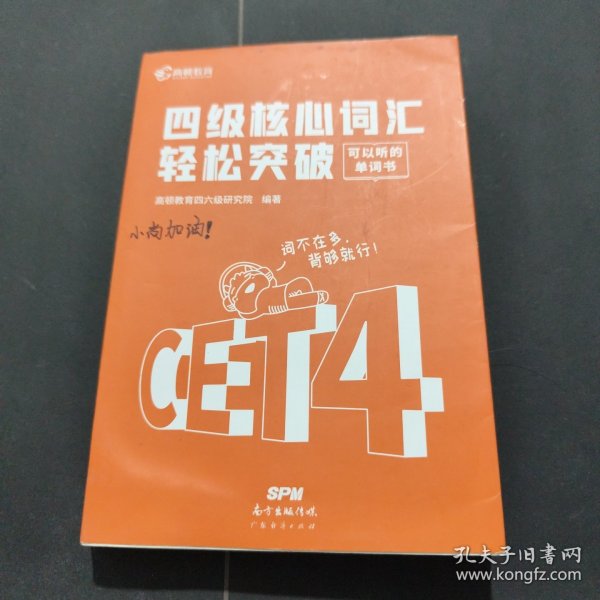 高顿教育
四级核心词汇
轻松突破
可以听的
单词书
高顿教育四六级研究院 编著
小尚加油!
词不在多,
背够就行!
CET4
SPM
南方出版传媒
广东经济出版社
孔夫子旧书网
www.kongfz.com